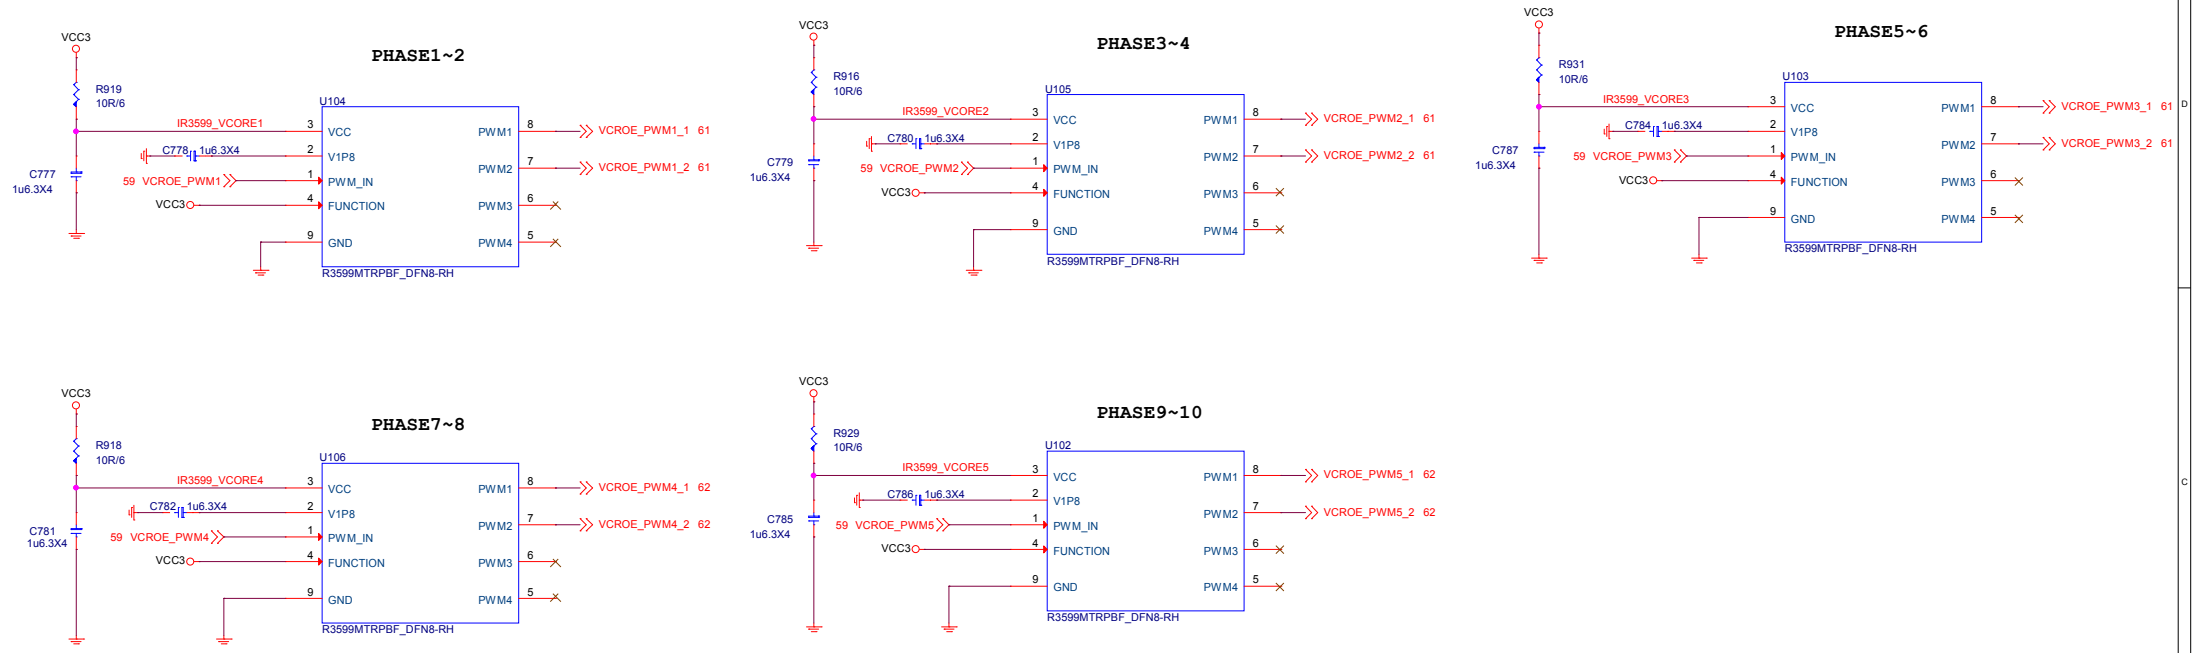 VCC3
PHASE1~2
R919
10R/6
U104
IR3599_VCORE1
3 VCC PWM1 8 VCROE_PWM1_1 61
C778 1u6.3X4 2 V1P8
C777
1u6.3X4
PWM2 7 VCROE_PWM1_2 61
59 VCROE_PWM1 1 PWM_IN
VCC3 4 FUNCTION PWM3 6
9 GND PWM4 5
R3599MTRPBF_DFN8-RH
VCC3
PHASE3~4
R916
10R/6
U105
IR3599_VCORE2
3 VCC PWM1 8 VCROE_PWM2_1 61
C780 1u6.3X4 2 V1P8
C779
1u6.3X4
PWM2 7 VCROE_PWM2_2 61
59 VCROE_PWM2 1 PWM_IN
VCC3 4 FUNCTION PWM3 6
9 GND PWM4 5
R3599MTRPBF_DFN8-RH
VCC3
PHASE5~6
R931
10R/6
U103
IR3599_VCORE3
3 VCC PWM1 8 VCROE_PWM3_1 61
C784 1u6.3X4 2 V1P8
C787
1u6.3X4
PWM2 7 VCROE_PWM3_2 61
59 VCROE_PWM3 1 PWM_IN
VCC3 4 FUNCTION PWM3 6
9 GND PWM4 5
R3599MTRPBF_DFN8-RH
D
VCC3
PHASE7~8
R918
10R/6
U106
IR3599_VCORE4
3 VCC PWM1 8 VCROE_PWM4_1 62
C782 1u6.3X4 2 V1P8
C781
1u6.3X4
PWM2 7 VCROE_PWM4_2 62
59 VCROE_PWM4 1 PWM_IN
VCC3 4 FUNCTION PWM3 6
9 GND PWM4 5
R3599MTRPBF_DFN8-RH
VCC3
PHASE9~10
R929
10R/6
U102
IR3599_VCORE5
3 VCC PWM1 8 VCROE_PWM5_1 62
C786 1u6.3X4 2 V1P8
C785
1u6.3X4
PWM2 7 VCROE_PWM5_2 62
59 VCROE_PWM5 1 PWM_IN
VCC3 4 FUNCTION PWM3 6
9 GND PWM4 5
R3599MTRPBF_DFN8-RH
C